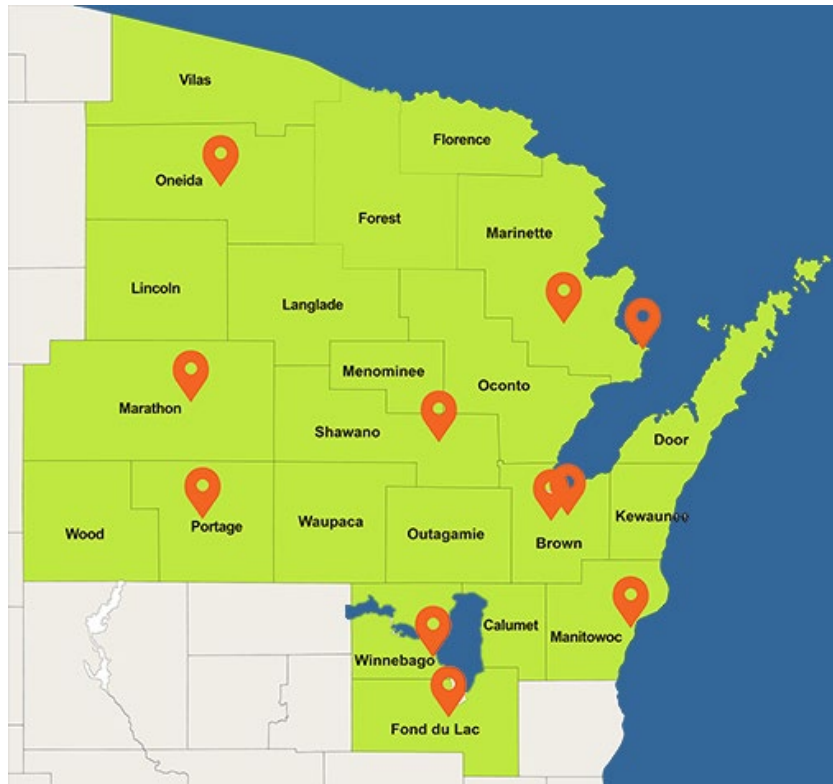 Vilas
Florence
Oneida
Forest
Marinette
Lincoln
Langlade
Menominee
Oconto
Marathon
Shawano
Door
Wood
Portage
Waupaca
Outagamie
Brown
Kewaunee
Calumet
Manitowoc
Winnebago
Fond du Lac